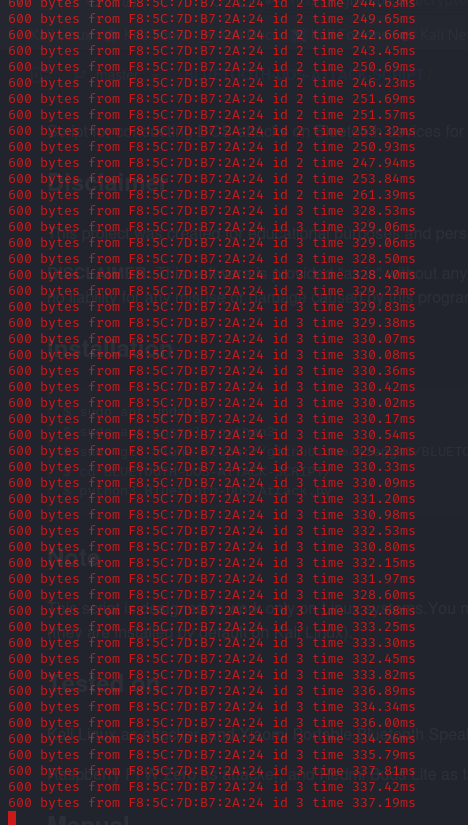 600 bytes from F8:5C:7D:B7:2A:24 id 2 time 244.63ms
600 bytes from F8:5C:7D:B7:2A:24 id 2 time 249.65ms
600 bytes from F8:5C:7D:B7:2A:24 id 2 time 242.66ms
600 bytes from F8:5C:7D:B7:2A:24 id 2 time 243.45ms
600 bytes from F8:5C:7D:B7:2A:24 id 2 time 250.69ms
600 bytes from F8:5C:7D:B7:2A:24 id 2 time 246.23ms
600 bytes from F8:5C:7D:B7:2A:24 id 2 time 251.69ms
600 bytes from F8:5C:7D:B7:2A:24 id 2 time 251.57ms
600 bytes from F8:5C:7D:B7:2A:24 id 2 time 253.32ms
600 bytes from F8:5C:7D:B7:2A:24 id 2 time 250.93ms
600 bytes from F8:5C:7D:B7:2A:24 id 2 time 247.94ms
600 bytes from F8:5C:7D:B7:2A:24 id 2 time 253.84ms
600 bytes from F8:5C:7D:B7:2A:24 id 2 time 261.39ms
600 bytes from F8:5C:7D:B7:2A:24 id 3 time 328.53ms
600 bytes from F8:5C:7D:B7:2A:24 id 3 time 329.65ms
600 bytes from F8:5C:7D:B7:2A:24 id 3 time 329.06ms
600 bytes from F8:5C:7D:B7:2A:24 id 3 time 328.50ms
600 bytes from F8:5C:7D:B7:2A:24 id 3 time 328.40ms
600 bytes from F8:5C:7D:B7:2A:24 id 3 time 329.23ms
600 bytes from F8:5C:7D:B7:2A:24 id 3 time 329.83ms
600 bytes from F8:5C:7D:B7:2A:24 id 3 time 329.38ms
600 bytes from F8:5C:7D:B7:2A:24 id 3 time 330.07ms
600 bytes from F8:5C:7D:B7:2A:24 id 3 time 330.08ms
600 bytes from F8:5C:7D:B7:2A:24 id 3 time 330.36ms
600 bytes from F8:5C:7D:B7:2A:24 id 3 time 330.42ms
600 bytes from F8:5C:7D:B7:2A:24 id 3 time 330.02ms
600 bytes from F8:5C:7D:B7:2A:24 id 3 time 330.17ms
600 bytes from F8:5C:7D:B7:2A:24 id 3 time 330.54ms
600 bytes from F8:5C:7D:B7:2A:24 id 3 time 329.23ms
600 bytes from F8:5C:7D:B7:2A:24 id 3 time 330.33ms
600 bytes from F8:5C:7D:B7:2A:24 id 3 time 330.09ms
600 bytes from F8:5C:7D:B7:2A:24 id 3 time 331.20ms
600 bytes from F8:5C:7D:B7:2A:24 id 3 time 330.98ms
600 bytes from F8:5C:7D:B7:2A:24 id 3 time 332.53ms
600 bytes from F8:5C:7D:B7:2A:24 id 3 time 330.80ms
600 bytes from F8:5C:7D:B7:2A:24 id 3 time 332.15ms
600 bytes from F8:5C:7D:B7:2A:24 id 3 time 331.97ms
600 bytes from F8:5C:7D:B7:2A:24 id 3 time 328.60ms
600 bytes from F8:5C:7D:B7:2A:24 id 3 time 332.68ms
600 bytes from F8:5C:7D:B7:2A:24 id 3 time 333.25ms
600 bytes from F8:5C:7D:B7:2A:24 id 3 time 333.30ms
600 bytes from F8:5C:7D:B7:2A:24 id 3 time 332.45ms
600 bytes from F8:5C:7D:B7:2A:24 id 3 time 333.82ms
600 bytes from F8:5C:7D:B7:2A:24 id 3 time 336.89ms
600 bytes from F8:5C:7D:B7:2A:24 id 3 time 334.34ms
600 bytes from F8:5C:7D:B7:2A:24 id 3 time 336.00ms
600 bytes from F8:5C:7D:B7:2A:24 id 3 time 334.26ms
600 bytes from F8:5C:7D:B7:2A:24 id 3 time 335.79ms
600 bytes from F8:5C:7D:B7:2A:24 id 3 time 337.81ms
600 bytes from F8:5C:7D:B7:2A:24 id 3 time 337.42ms
600 bytes from F8:5C:7D:B7:2A:24 id 3 time 337.19ms
Disclaimer
Installation
Note
Tested on
Manual